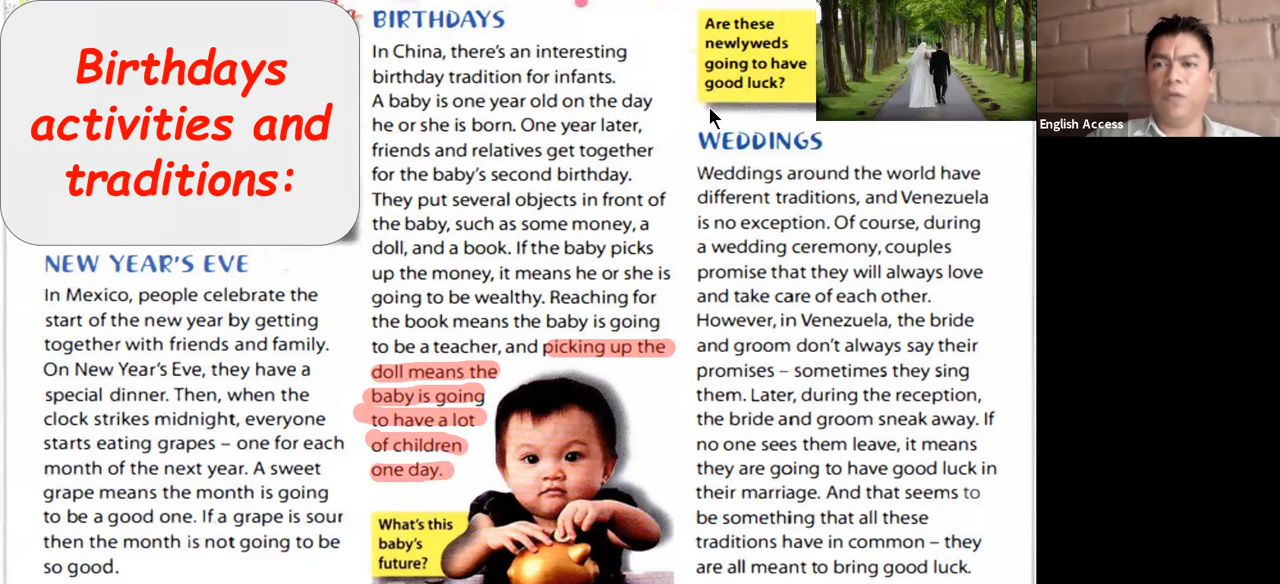 Birthdays
activities and
traditions:
NEW YEAR'S EVE
In Mexico, people celebrate the
start of the new year by getting
together with friends and family.
On New Year's Eve, they have a
special dinner. Then, when the
clock strikes midnight, everyone
starts eating grapes – one for each
month of the next year. A sweet
grape means the month is going
to be a good one. If a grape is sour
then the month is not going to be
so good.
BIRTHDAYS
In China, there's an interesting
birthday tradition for infants.
A baby is one year old on the day
he or she is born. One year later,
friends and relatives get together
for the baby's second birthday.
They put several objects in front of
the baby, such as some money, a
doll, and a book. If the baby picks
up the money, it means he or she is
going to be wealthy. Reaching for
the book means the baby is going
to be a teacher, and picking up the
doll means the
baby is going
to have a lot
of children
one day.
What's this
baby's
future?
Are these
newlyweds
going to have
good luck?
WEDDINGS
Weddings around the world have
different traditions, and Venezuela
is no exception. Of course, during
a wedding ceremony, couples
promise that they will always love
and take care of each other.
However, in Venezuela, the bride
and groom don't always say their
promises – sometimes they sing
them. Later, during the reception,
the bride and groom sneak away. If
no one sees them leave, it means
they are going to have good luck in
their marriage. And that seems to
be something that all these
traditions have in common – they
are all meant to bring good luck.
English Access